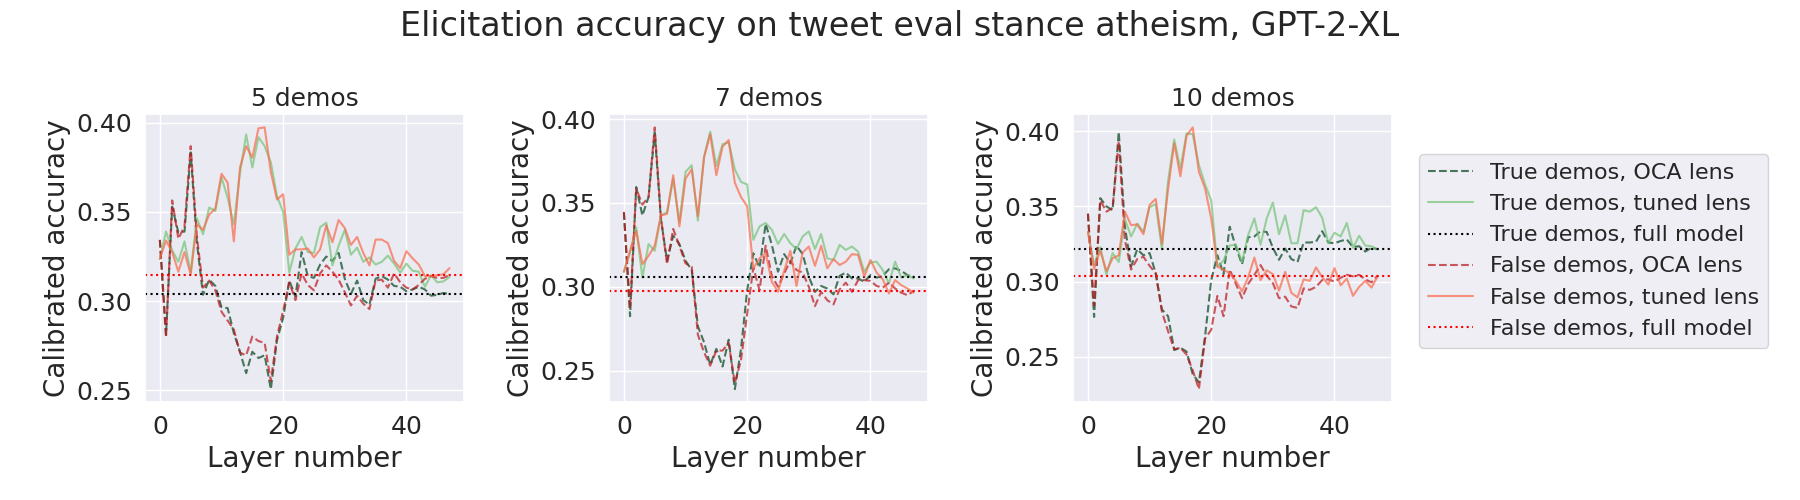 Elicitation accuracy on tweet eval stance atheism, GPT-2-XL
5 demos
Calibrated accuracy
0.40
0.35
0.30
0.25
0
20
40
Layer number
7 demos
Calibrated accuracy
0.40
0.35
0.30
0.25
0
20
40
Layer number
10 demos
Calibrated accuracy
0.40
0.35
0.30
0.25
0
20
40
Layer number
True demos, OCA lens
True demos, tuned lens
True demos, full model
False demos, OCA lens
False demos, tuned lens
False demos, full model